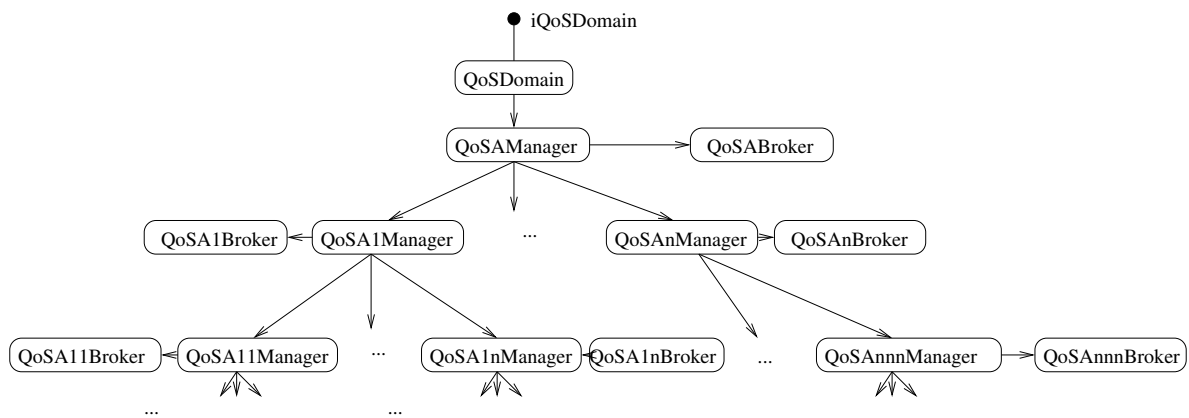 iQoSDomain
QoSDomain
QoSAManager
QoSABroker
QoSA1Broker
QoSA1Manager
...
QoSAnManager
QoSAnBroker
QoSA11Broker
QoSA11Manager
...
QoSA1nManager
QoSA1nBroker
...
QoSAnnnManager
QoSAnnnBroker
...
...